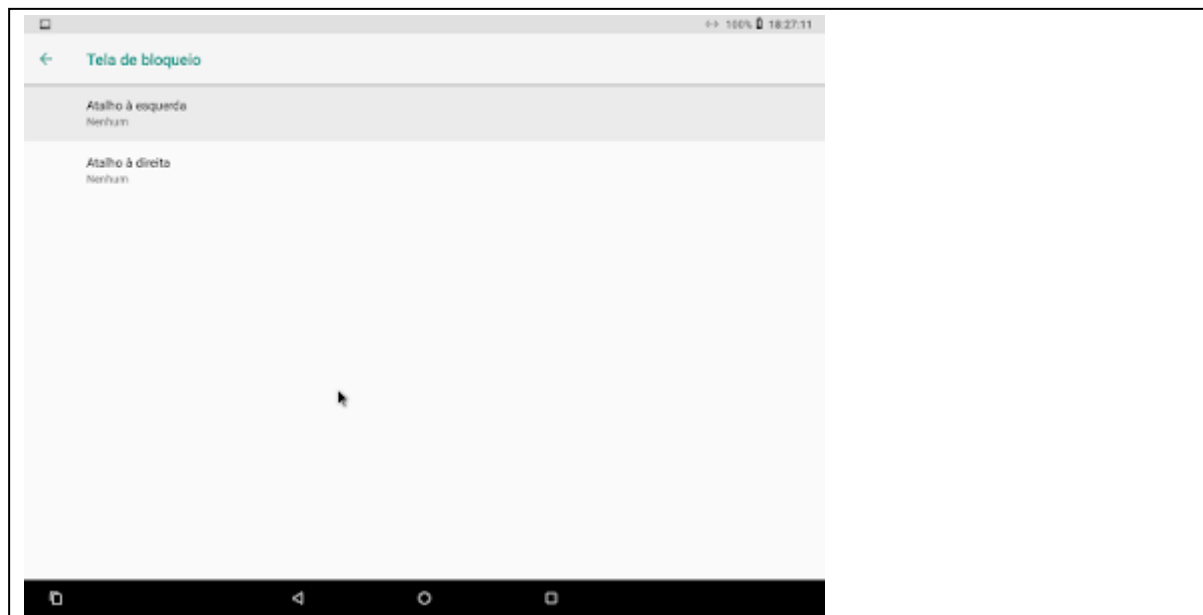 100% 18:27:11
Tela de bloqueio
Atalho à esquerda
Nenhum
Atalho à direita
Nenhum